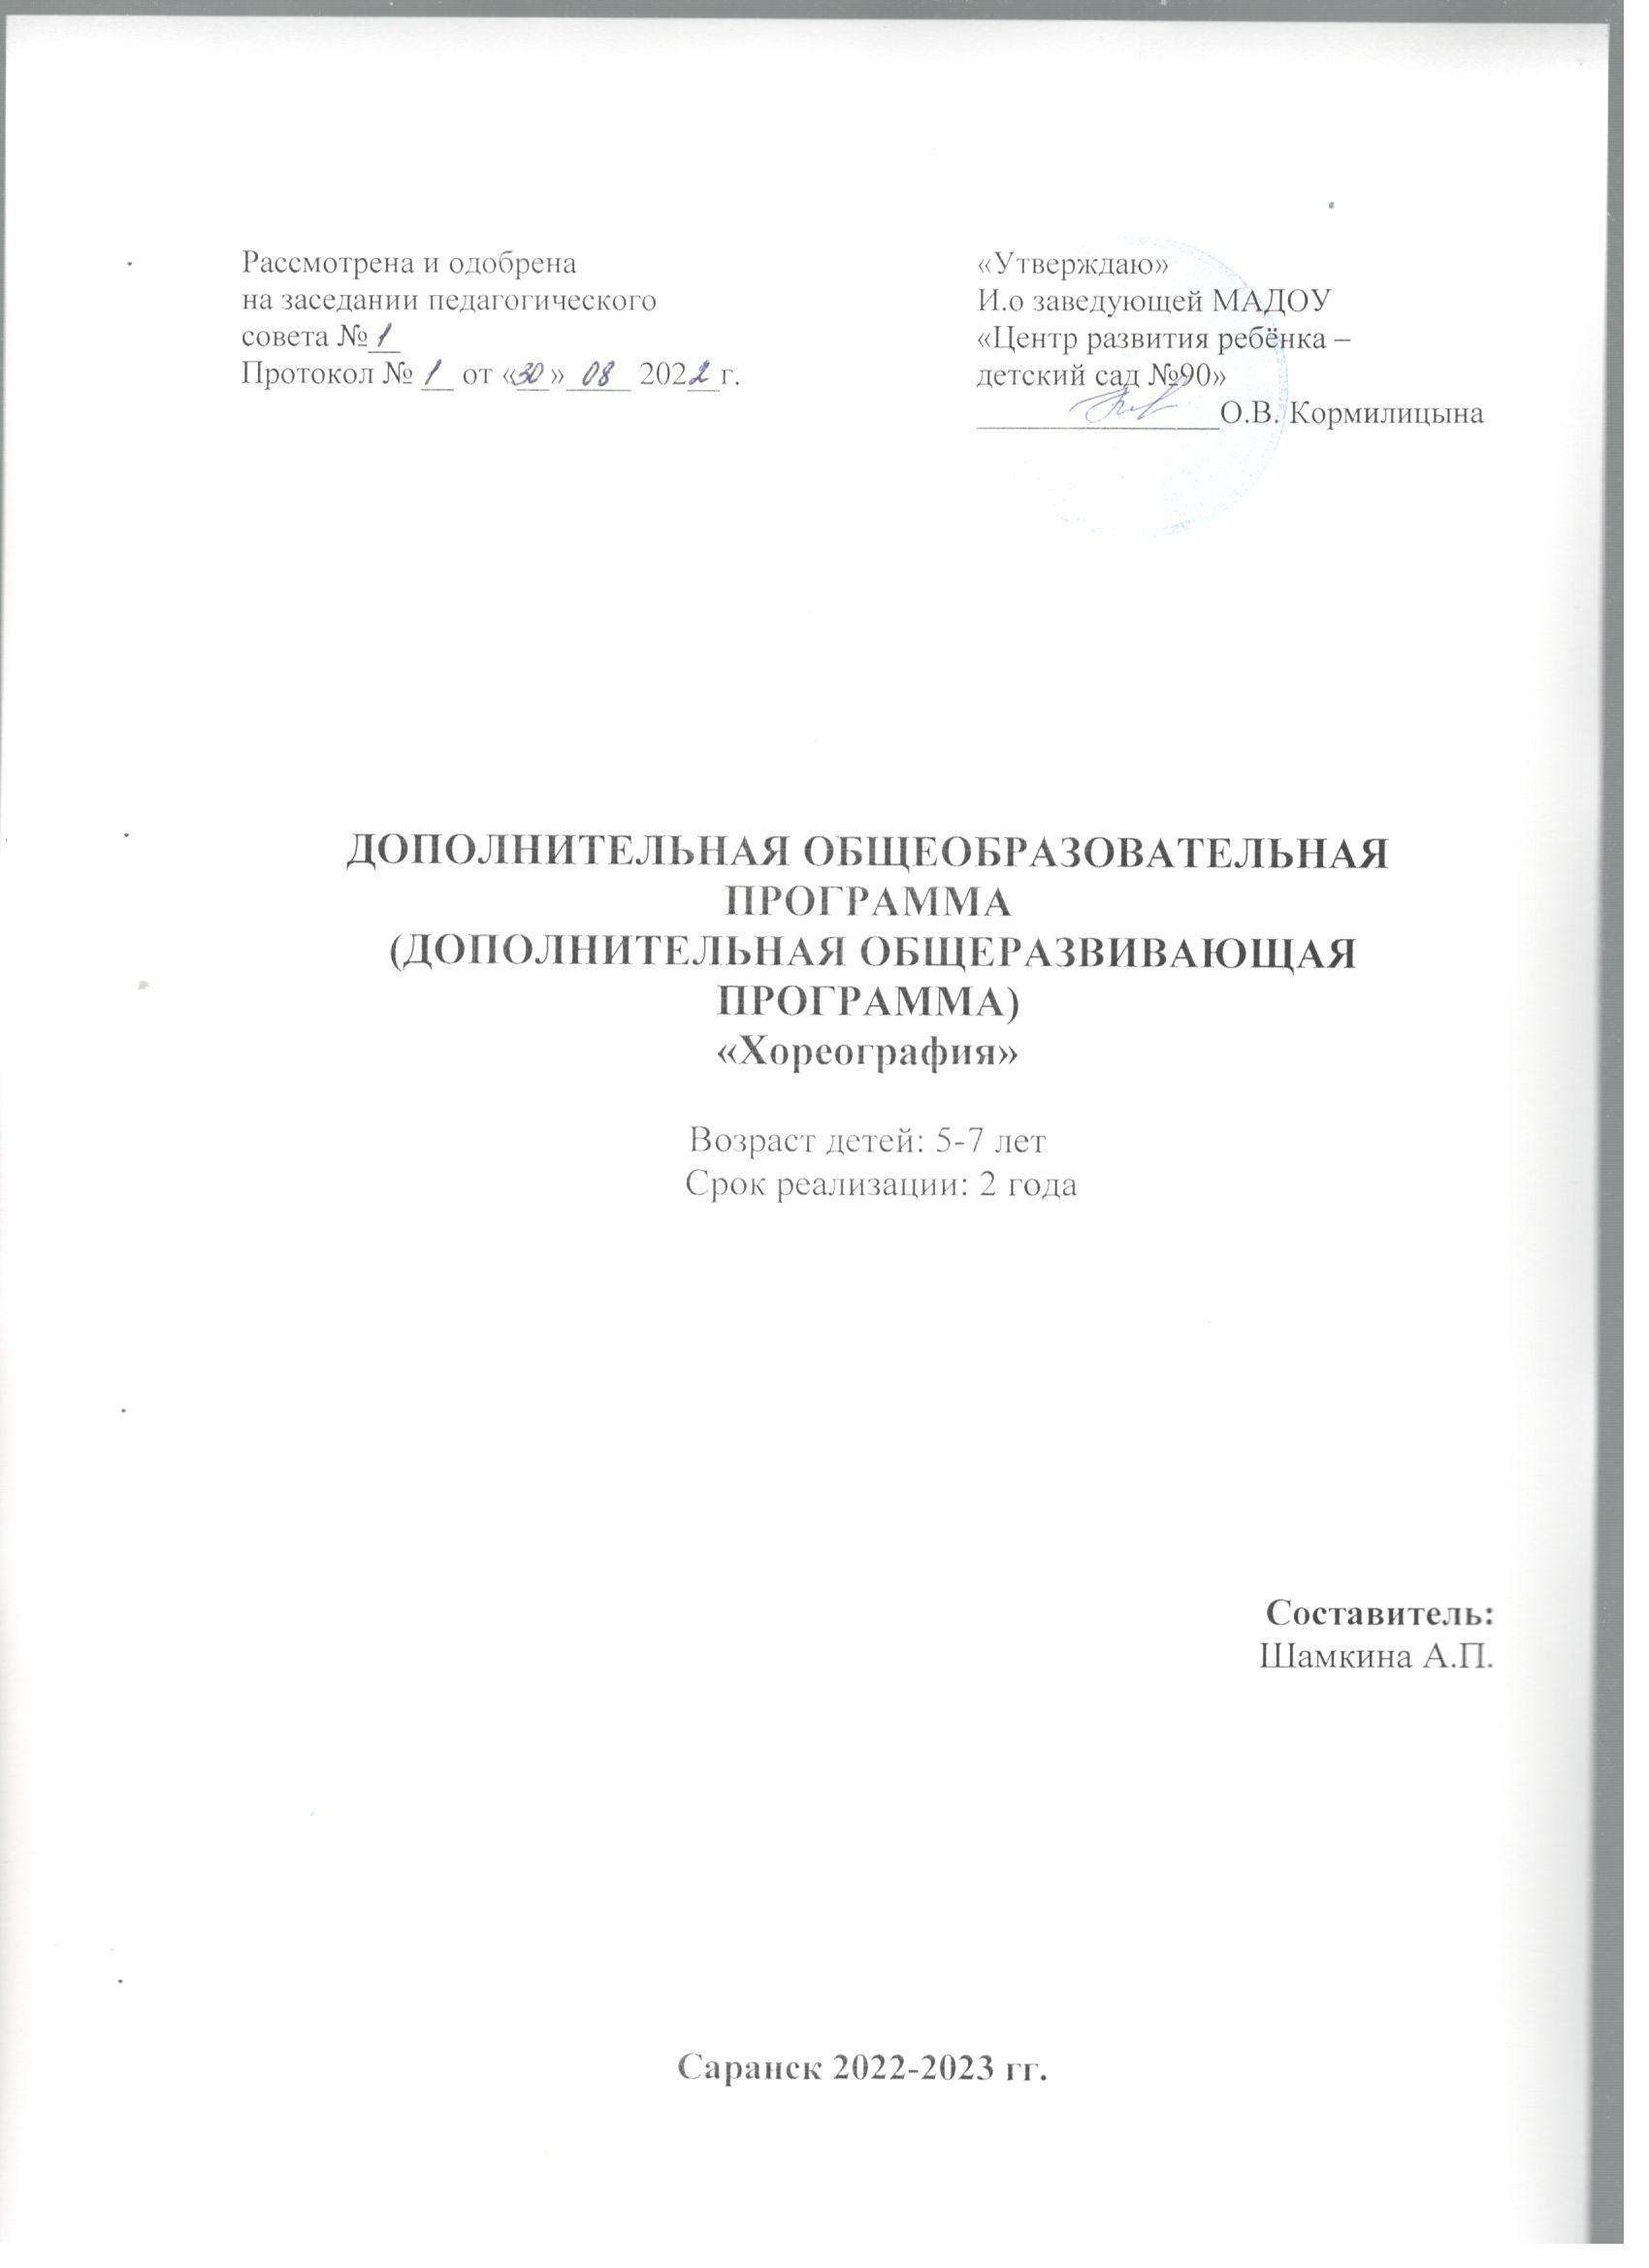 Рассмотрена и одобрена
на заседании педагогического
совета № 1
Протокол № 1 от «30» 08 2022 г.
«Утверждаю»
И.о заведующей МАДОУ
«Центр развития ребёнка –
детский сад №90»
О.В. Кормилицына
ДОПОЛНИТЕЛЬНАЯ ОБЩЕОБРАЗОВАТЕЛЬНАЯ
ПРОГРАММА
(ДОПОЛНИТЕЛЬНАЯ ОБЩЕРАЗВИВАЮЩАЯ
ПРОГРАММА)
«Хореография»
Возраст детей: 5-7 лет
Срок реализации: 2 года
Составитель:
Шамкина А.П.
Саранск 2022-2023 гг.